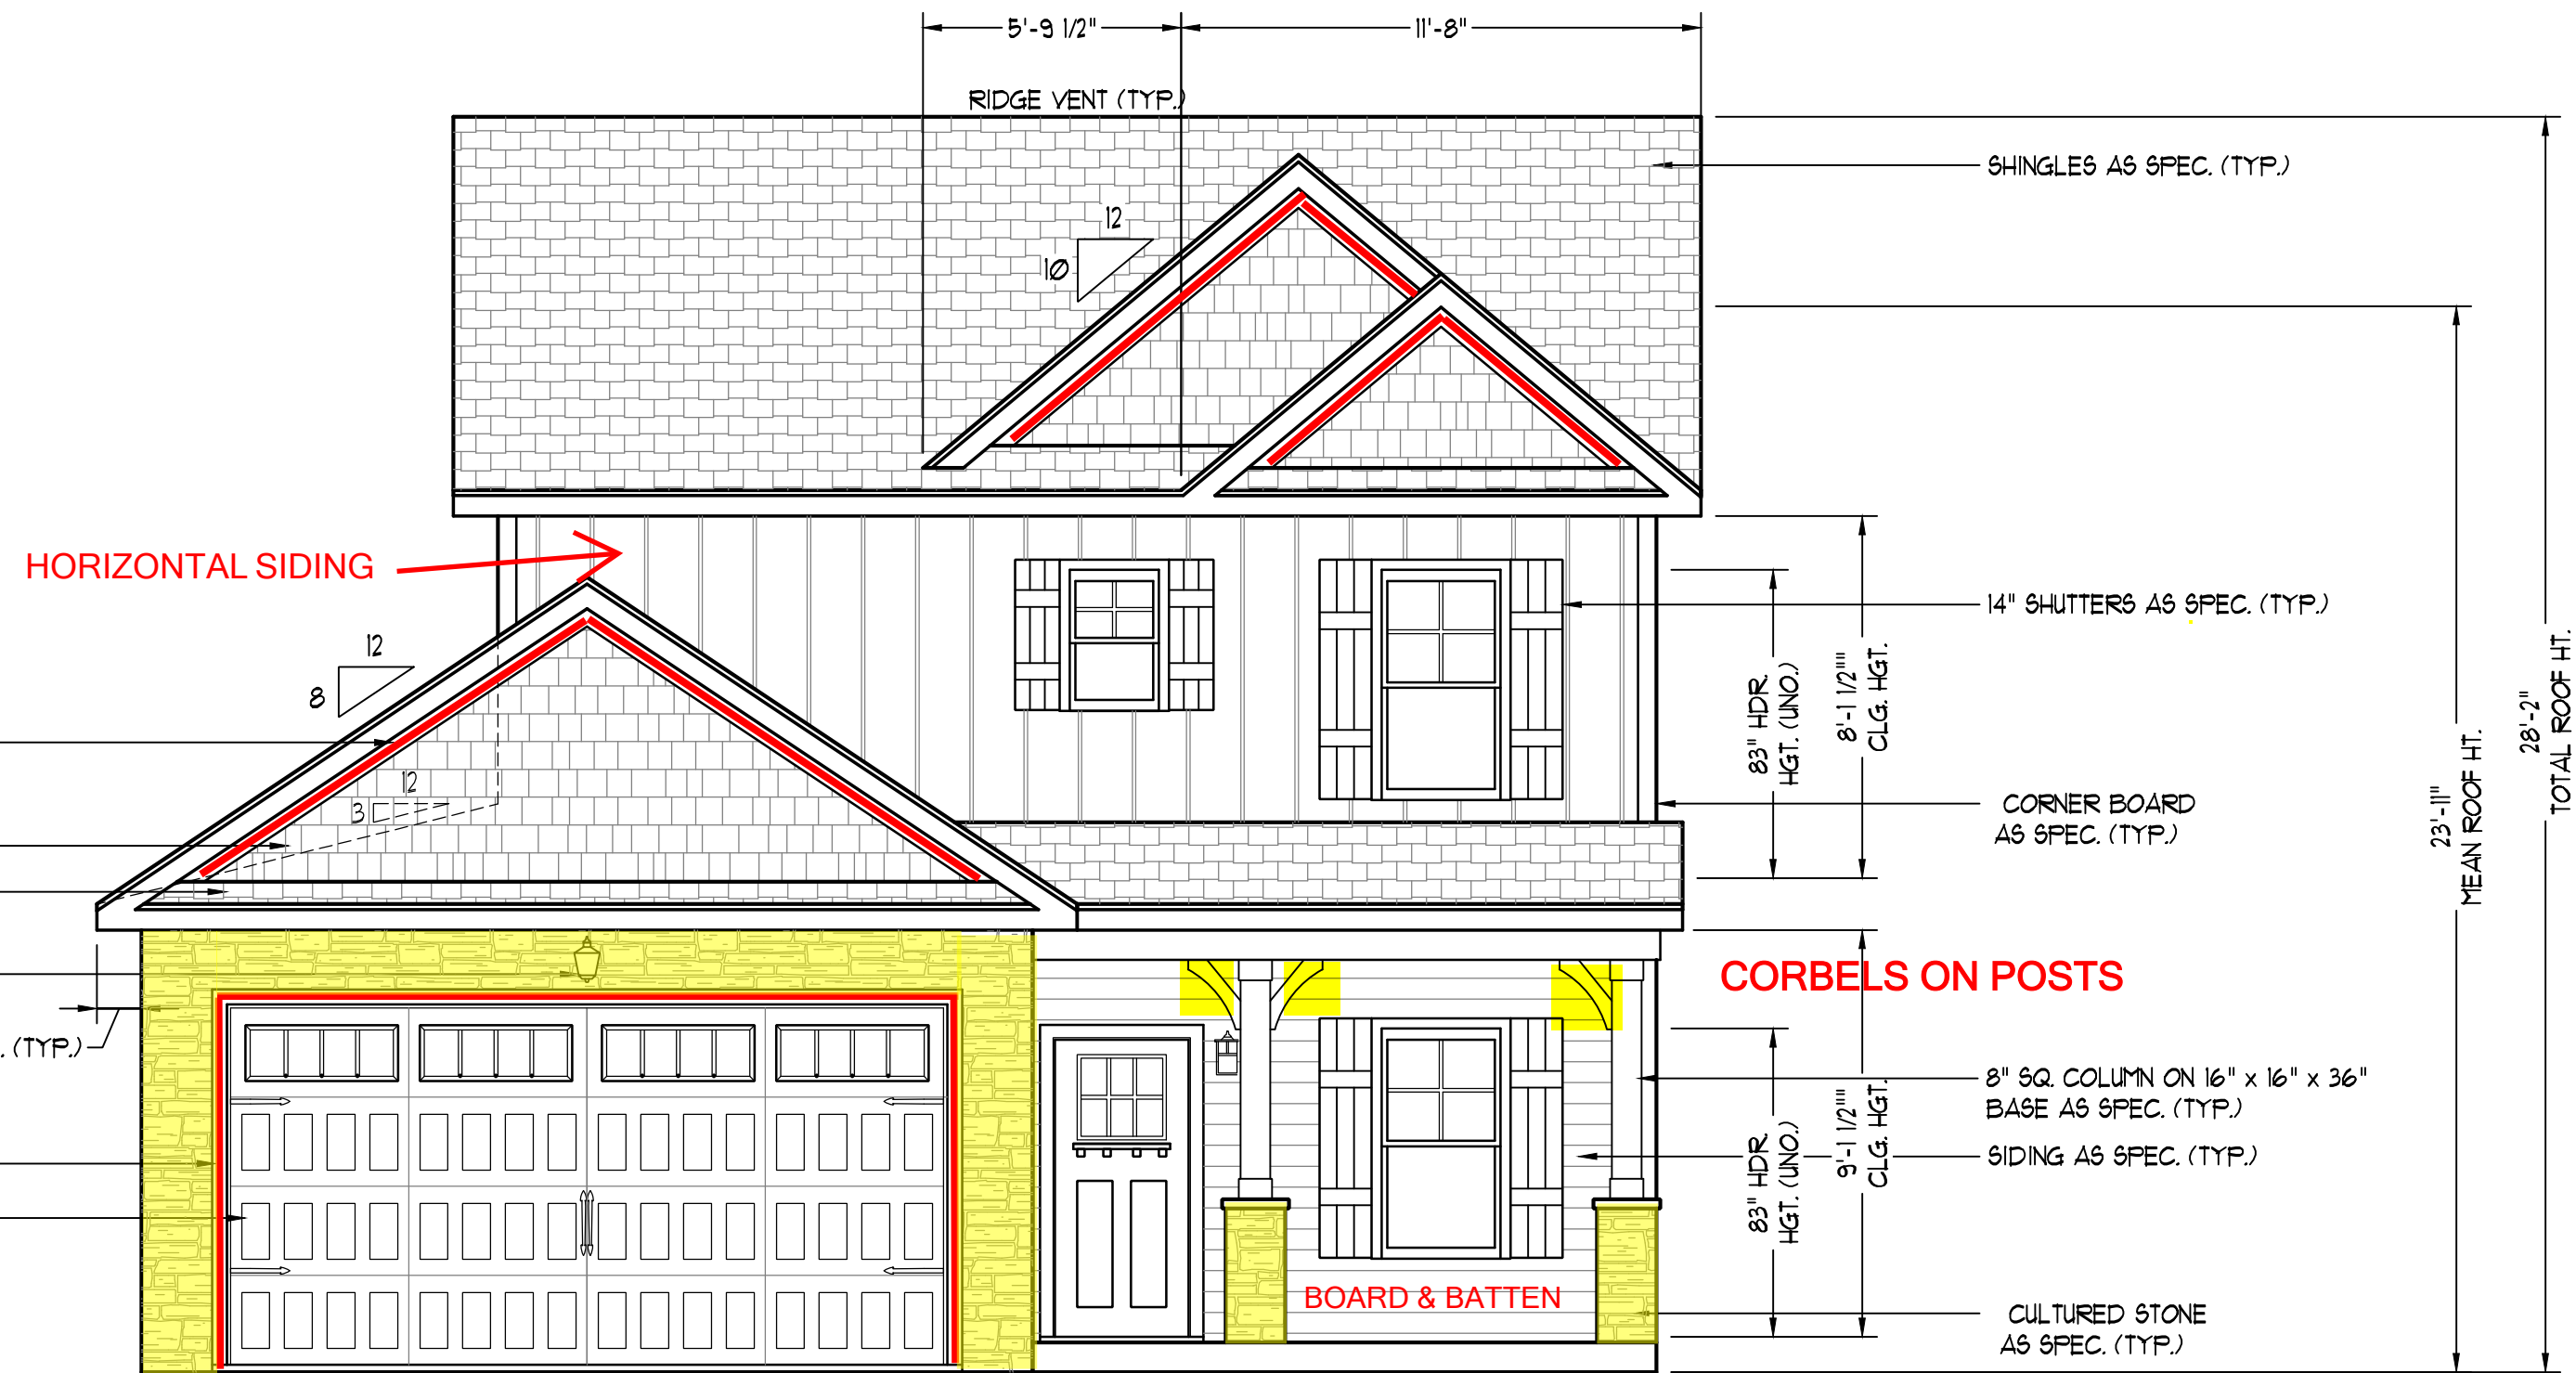 5'-9 1/2"
11'-8"
RIDGE VENT (TYP.)
SHINGLES AS SPEC. (TYP.)
12
10
HORIZONTAL SIDING
14" SHUTTERS AS SPEC. (TYP.)
12
8
83" HDR.
HGT. (UNO.)
8'-1 1/2""
CLG. HGT.
28'-2"
TOTAL ROOF HT.
23'-11"
MEAN ROOF HT.
12
3
CORNER BOARD
AS SPEC. (TYP.)
CORBELS ON POSTS
. (TYP.)
8" SQ. COLUMN ON 16" x 16" x 36"
BASE AS SPEC. (TYP.)
83" HDR.
HGT. (UNO.)
9'-1 1/2""
CLG. HGT.
SIDING AS SPEC. (TYP.)
BOARD & BATTEN
CULTURED STONE
AS SPEC. (TYP.)